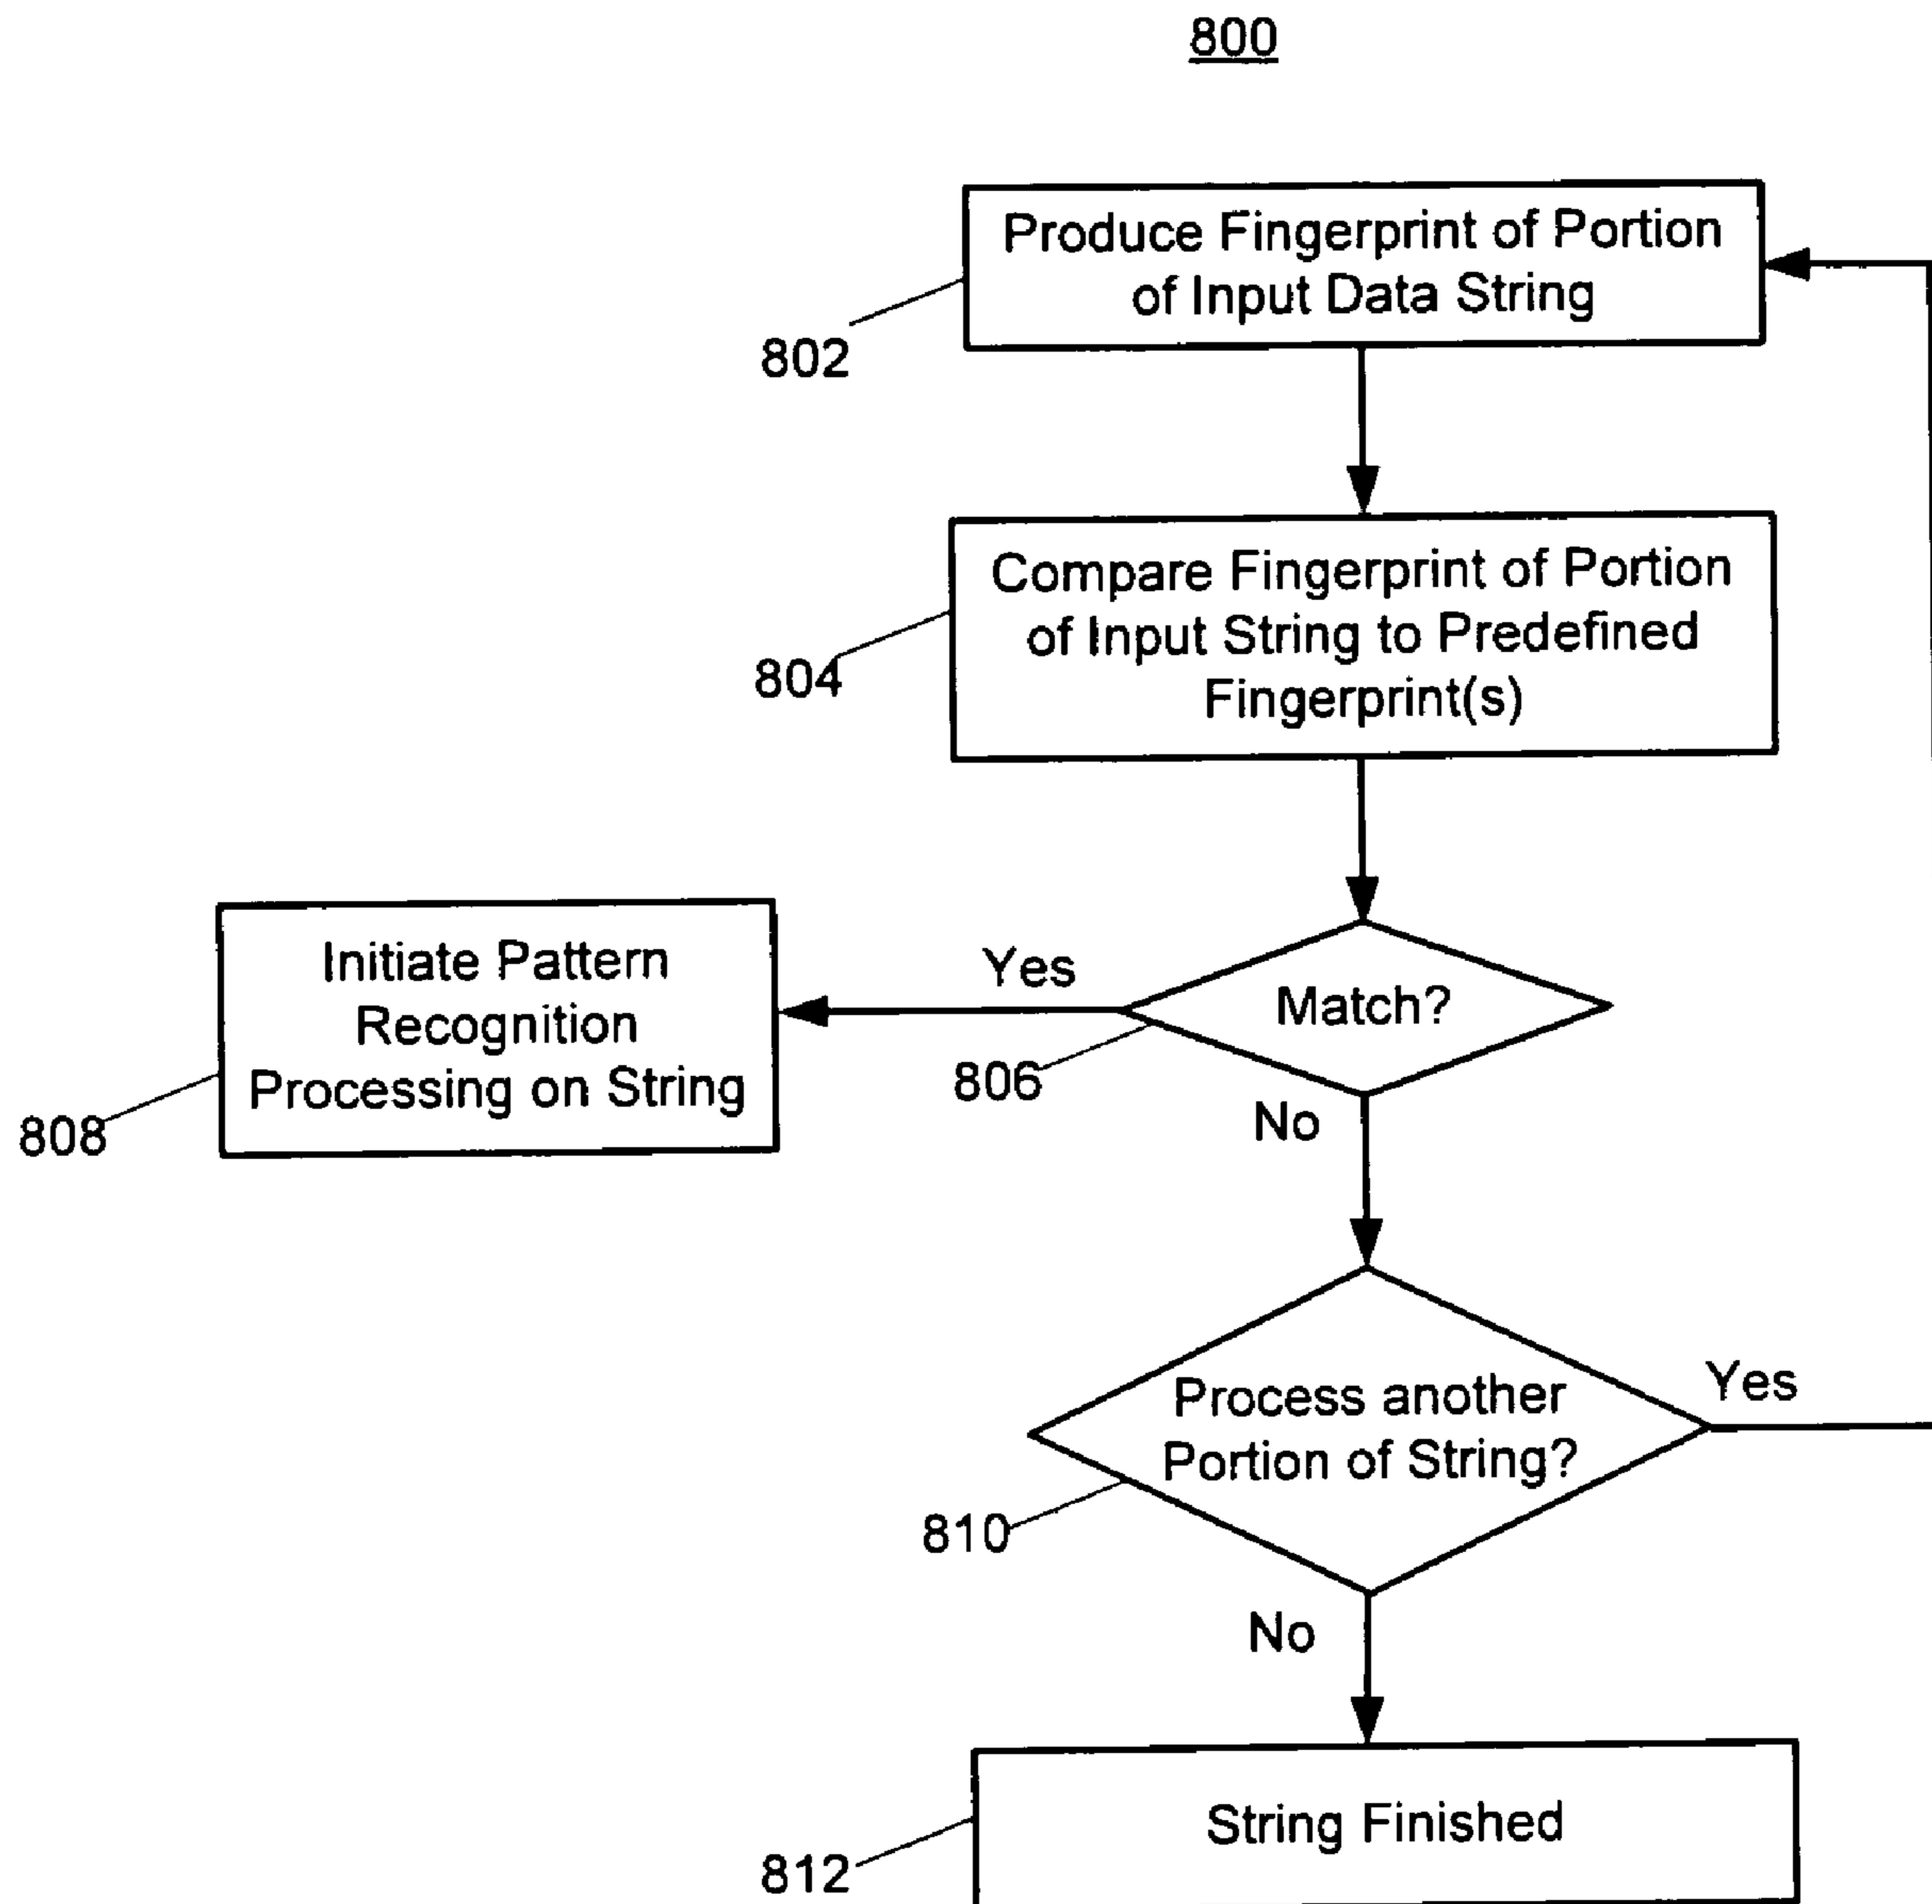 800
Produce Fingerprint of Portion
of Input Data String
802
Compare Fingerprint of Portion
of Input String to Predefined
Fingerprint(s)
804
Initiate Pattern
Recognition
Processing on String
808
Yes
Match?
806
No
Process another
Portion of String?
Yes
810
No
String Finished
812